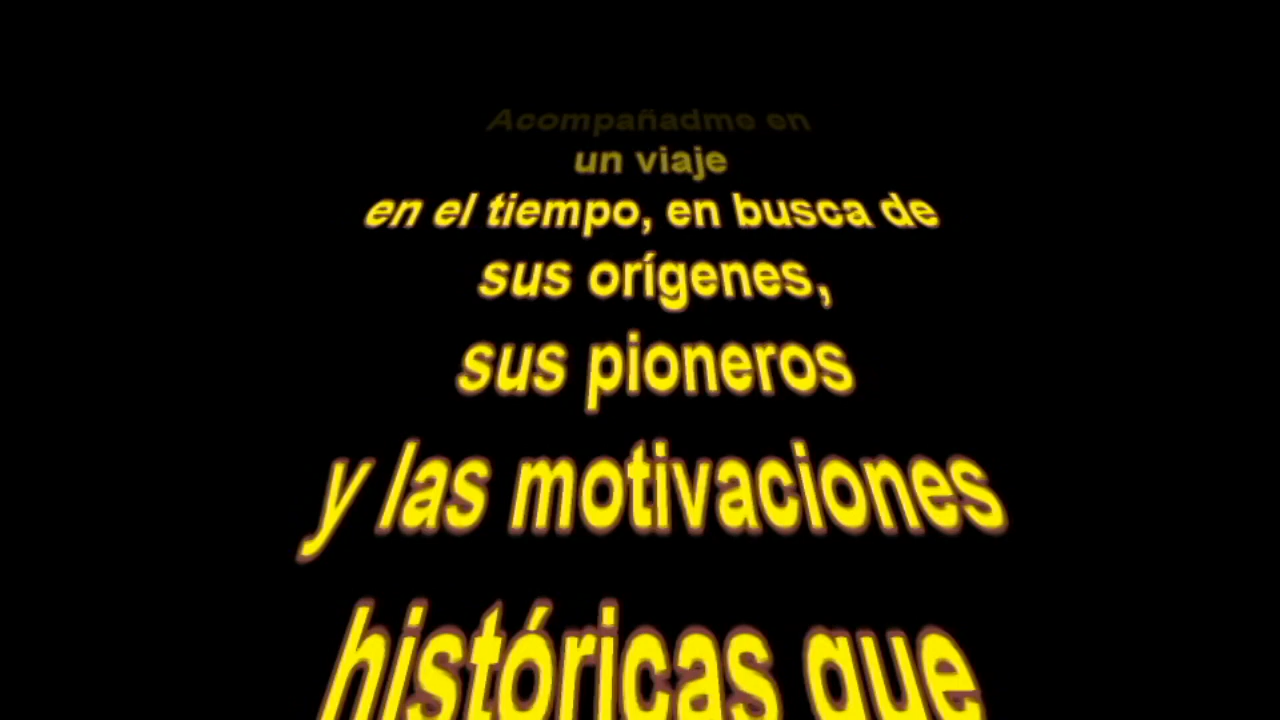 Acompañadme en
un viaje
en el tiempo, en busca de
sus orígenes,
sus pioneros
y las motivaciones
históricas que